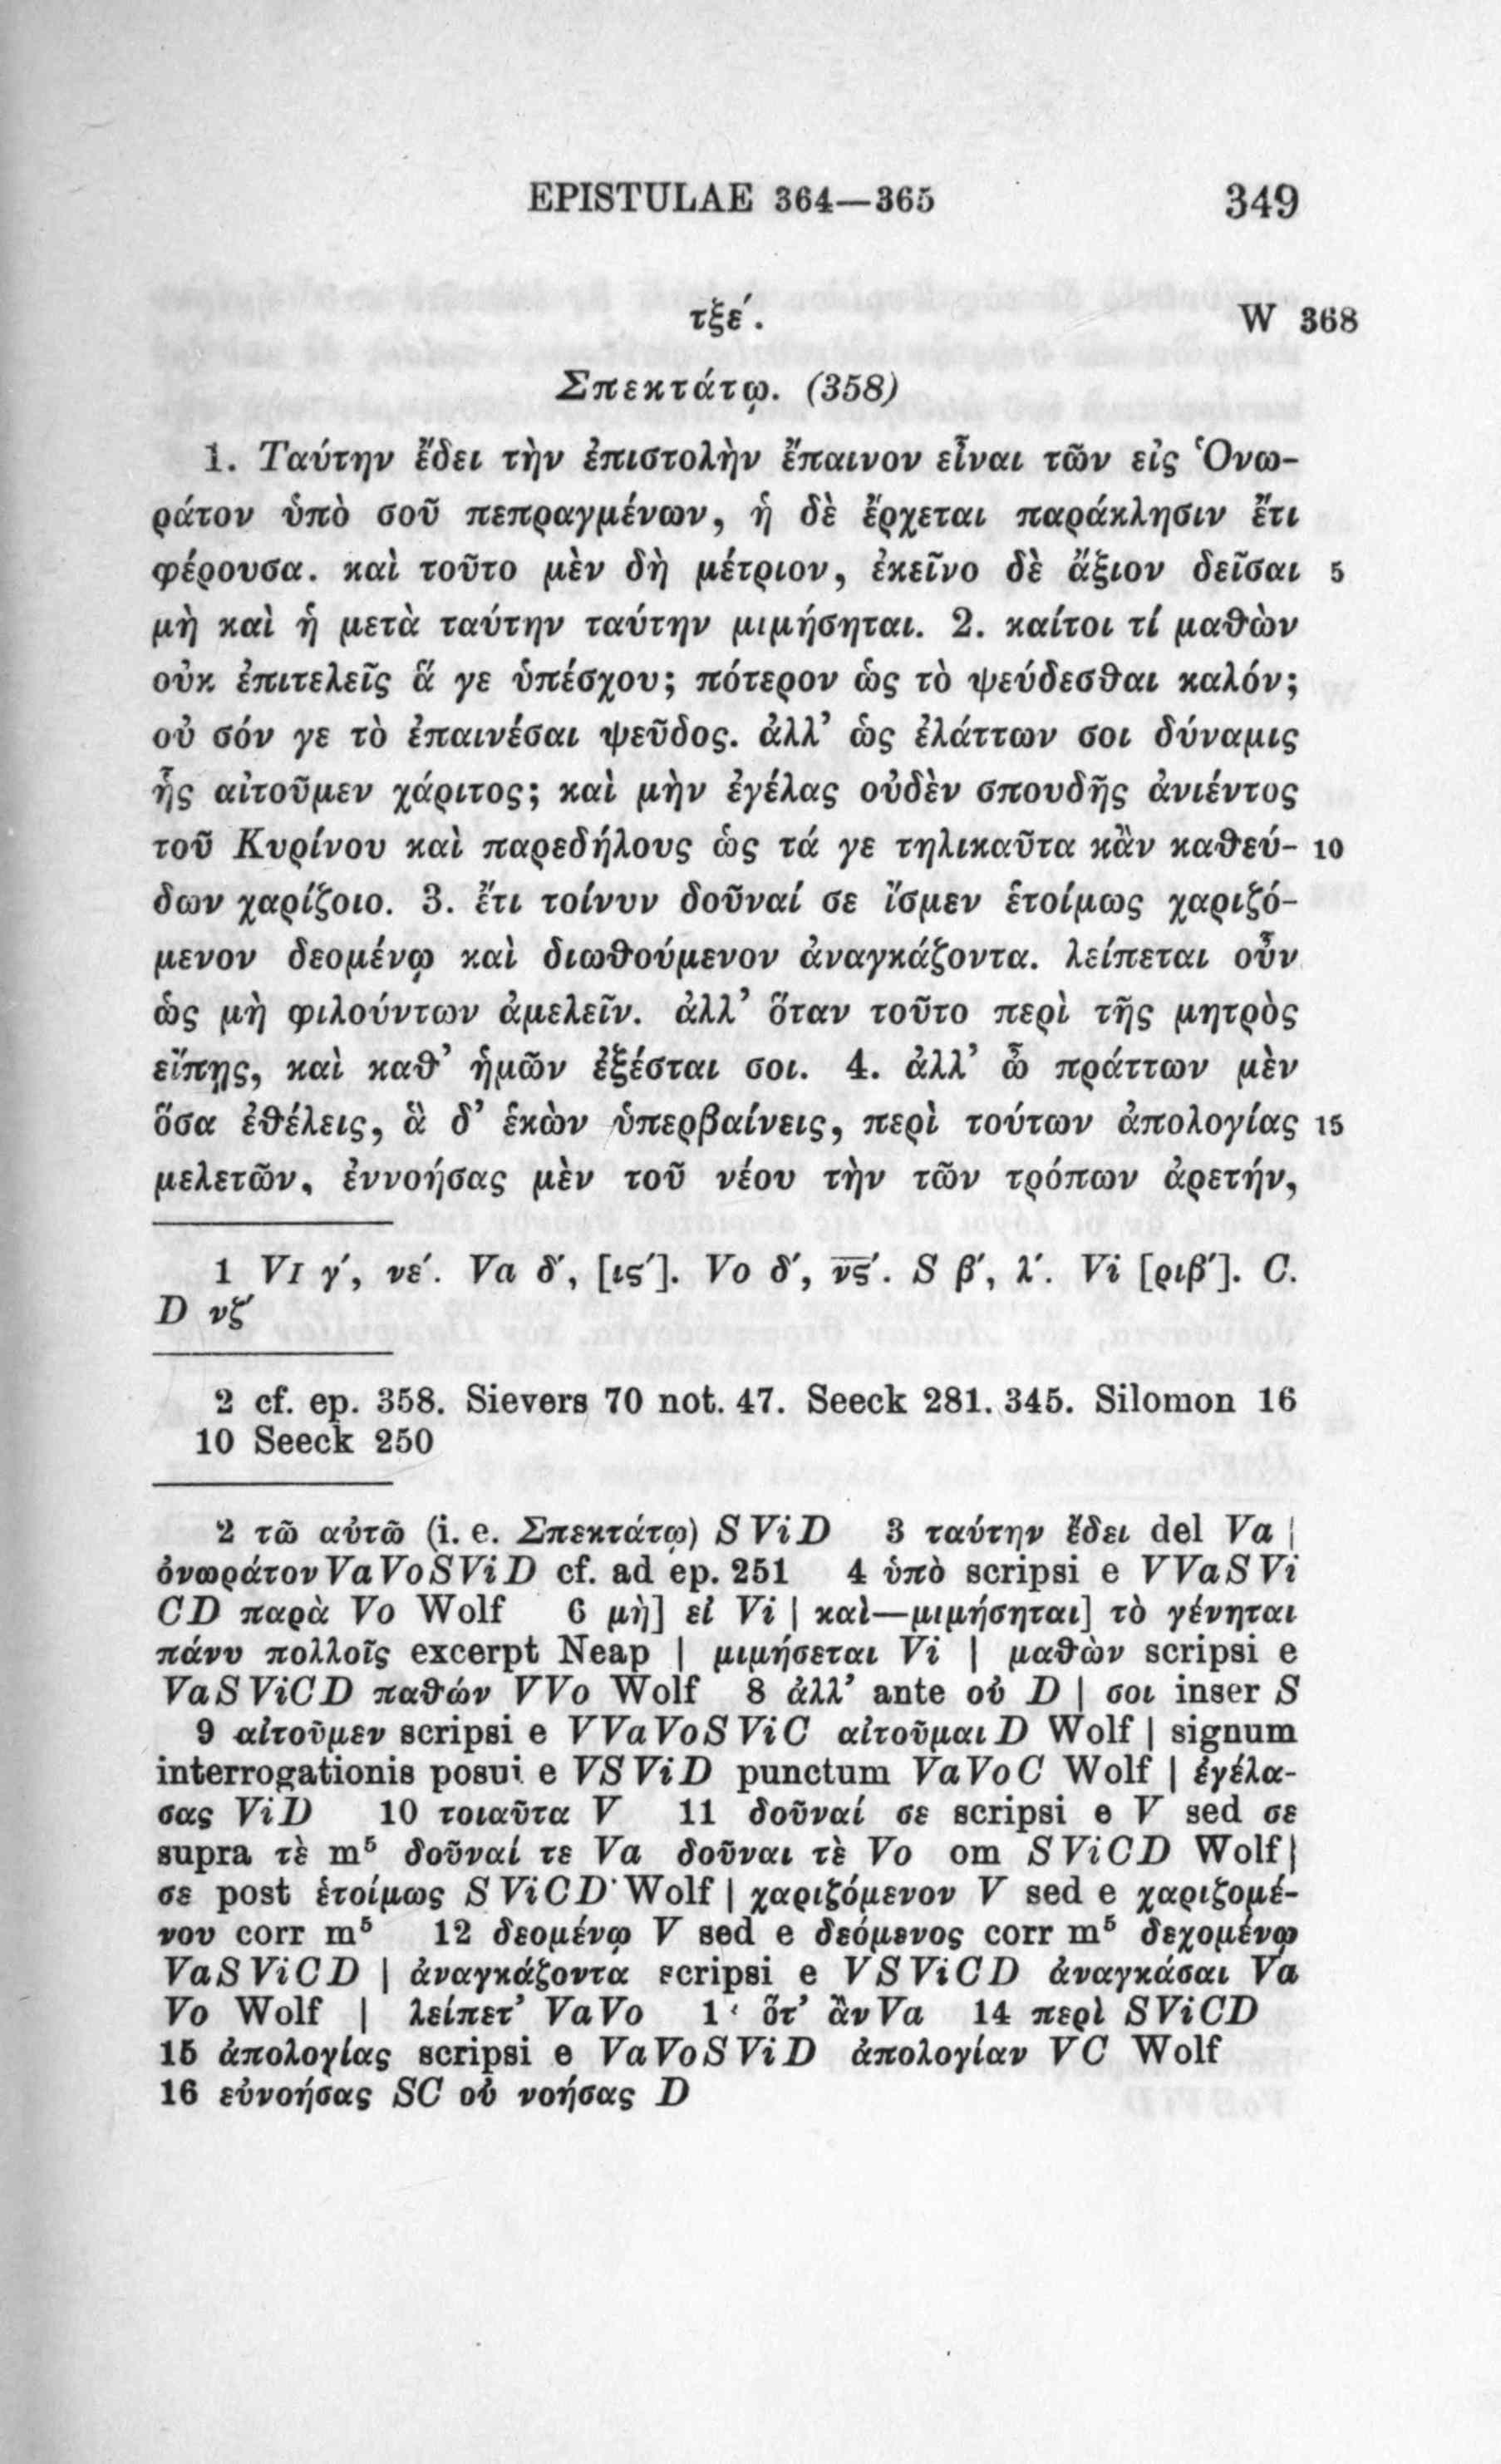 EPISTULAE 364—365 349
τξε΄. W 368
Σπεκτάτῳ. (358)
1. Ταύτην ἔδει τὴν ἐπιστολὴν ἔπαινον εἶναι τῶν εἰς Ὁνω-
ράτον ὑπὸ σοῦ πεπραγμένων, ἡ δὲ ἔρχεται παράκλησιν ἔτι
φέρουσα. καὶ τοῦτο μὲν δὴ μέτριον, ἐκεῖνο δὲ ἄξιον δεῖσαι 5
μὴ καὶ ἡ μετὰ ταύτην ταύτην μιμήσηται. 2. καίτοι τί μαθὼν
οὐκ ἐπιτελεῖς ἅ γε ὑπέσχου; πότερον ὡς τὸ ψεύδεσθαι καλόν;
οὐ σόν γε τὸ ἐπαινέσαι ψεῦδος. ἀλλ᾽ ὡς ἐλάττων σοι δύναμις
ἧς αἰτοῦμεν χάριτος; καὶ μὴν ἐγέλας οὐδὲν σπουδῆς ἀνιέντος
τοῦ Κυρίνου καὶ παρεδήλους ὡς τά γε τηλικαῦτα κἂν καθεύ- 10
δων χαρίζοιο. 3. ἔτι τοίνυν δοῦναί σε ἴσμεν ἑτοίμως χαριζό-
μενον δεομένῳ καὶ διωθούμενον ἀναγκάζοντα. λείπεται οὖν
ὡς μὴ φιλούντων ἀμελεῖν. ἀλλ᾽ ὅταν τοῦτο περὶ τῆς μητρὸς
εἴπῃς, καὶ καθ᾽ ἡμῶν ἐξέσται σοι. 4. ἀλλ᾽ ὦ πράττων μὲν
ὅσα ἐθέλεις, ἃ δ᾽ ἑκὼν ὑπερβαίνεις, περὶ τούτων ἀπολογίας 15
μελετῶν, ἐννοήσας μὲν τοῦ νέου τὴν τῶν τρόπων ἀρετήν,
1 VI γ΄, νε΄. Va δ΄, [ις΄]. Vo δ΄, νς΄. S β΄, λ΄. Vi [ριβ΄]. C.
D νζ΄
2 cf. ep. 358. Sievers 70 not. 47. Seeck 281. 345. Silomon 16
10 Seeck 250
2 τῶ αὐτῶ (i. e. Σπεκτάτῳ) S Vi D 3 ταύτην ἔδει del Va |
ὀνωράτον Va Vo S Vi D cf. ad ep. 251 4 ὑπὸ scripsi e V Va S Vi
C D παρὰ Vo Wolf 6 μὴ] εἰ Vi | καὶ—μιμήσηται] τὸ γένηται
πάνυ πολλοῖς excerpt Neap | μιμήσεται Vi | μαθὼν scripsi e
Va S Vi C D παθών V Vo Wolf 8 ἀλλ᾽ ante οὐ D | σοι inser S
9 αἰτοῦμεν scripsi e V Va Vo S Vi C αἰτοῦμαι D Wolf | signum
interrogationis posui e V S Vi D punctum Va Vo C Wolf | ἐγέλα-
σας Vi D 10 τοιαῦτα V 11 δοῦναί σε scripsi e V sed σε
supra τὲ m⁵ δοῦναί τε Va δοῦναι τὲ Vo om S Vi C D Wolf |
σε post ἑτοίμως S Vi C D Wolf | χαριζόμενον V sed e χαριζομέ-
νου corr m⁵ 12 δεομένῳ V sed e δεόμενος corr m⁵ δεχομένῳ
Va S Vi C D | ἀναγκάζοντα scripsi e V S Vi C D ἀναγκάσαι Va
Vo Wolf | λείπετ᾽ Va Vo ὅτ᾽ ἂν Va 14 περὶ S Vi C D
15 ἀπολογίας scripsi e Va Vo S Vi D ἀπολογίαν V C Wolf
16 εὐνοήσας S C οὐ νοήσας D